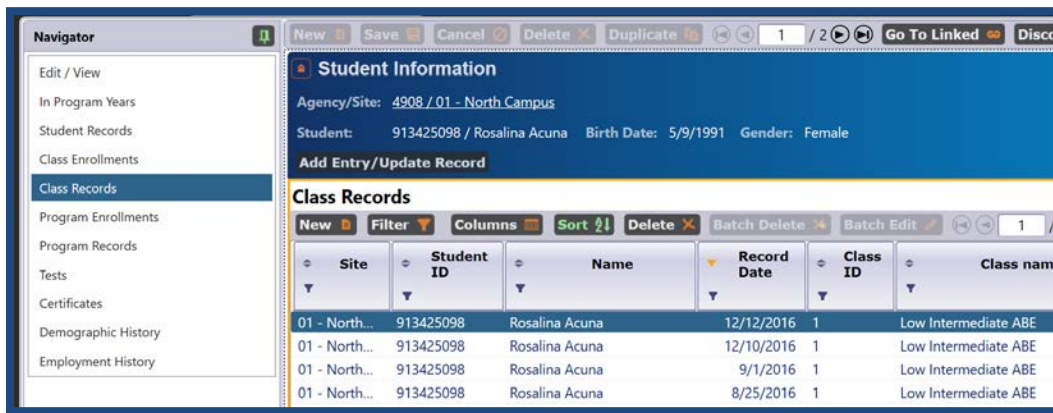 Navigator
Edit / View
In Program Years
Student Records
Class Enrollments
Class Records
Program Enrollments
Program Records
Tests
Certificates
Demographic History
Employment History
New Save Cancel Delete Duplicate 1 / 2 Go To Linked Disco
Student Information
Agency/Site: 4908 / 01 - North Campus
Student: 913425098 / Rosalina Acuna Birth Date: 5/9/1991 Gender: Female
Add Entry/Update Record
Class Records
New Filter Columns Sort Delete Batch Delete Batch Edit 1 /
Site Student ID Name Record Date Class ID Class nam
01 - North... 913425098 Rosalina Acuna 12/12/2016 1 Low Intermediate ABE
01 - North... 913425098 Rosalina Acuna 12/10/2016 1 Low Intermediate ABE
01 - North... 913425098 Rosalina Acuna 9/1/2016 1 Low Intermediate ABE
01 - North... 913425098 Rosalina Acuna 8/25/2016 1 Low Intermediate ABE